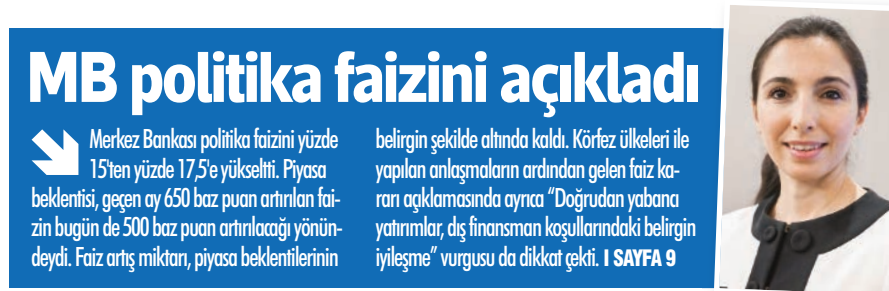 MB politika faizini açıkladı
Merkez Bankası politika faizini yüzde
15'ten yüzde 17,5'e yükseltti. Piyasa
beklentisi, geçen ay 650 baz puan artırılan fai-
zin bugün de 500 baz puan artırılacağı yönün-
deydi. Faiz artış miktarı, piyasa beklentilerinin
belirgin şekilde altında kaldı. Körfez ülkeleri ile
yapılan anlaşmaların ardından gelen faiz ka-
rarı açıklamasında ayrıca “Doğrudan yabana
yatırımlar, dış finansman koşullarındaki belirgin
iyileşme” vurgusu da dikkat çekti. I SAYFA 9